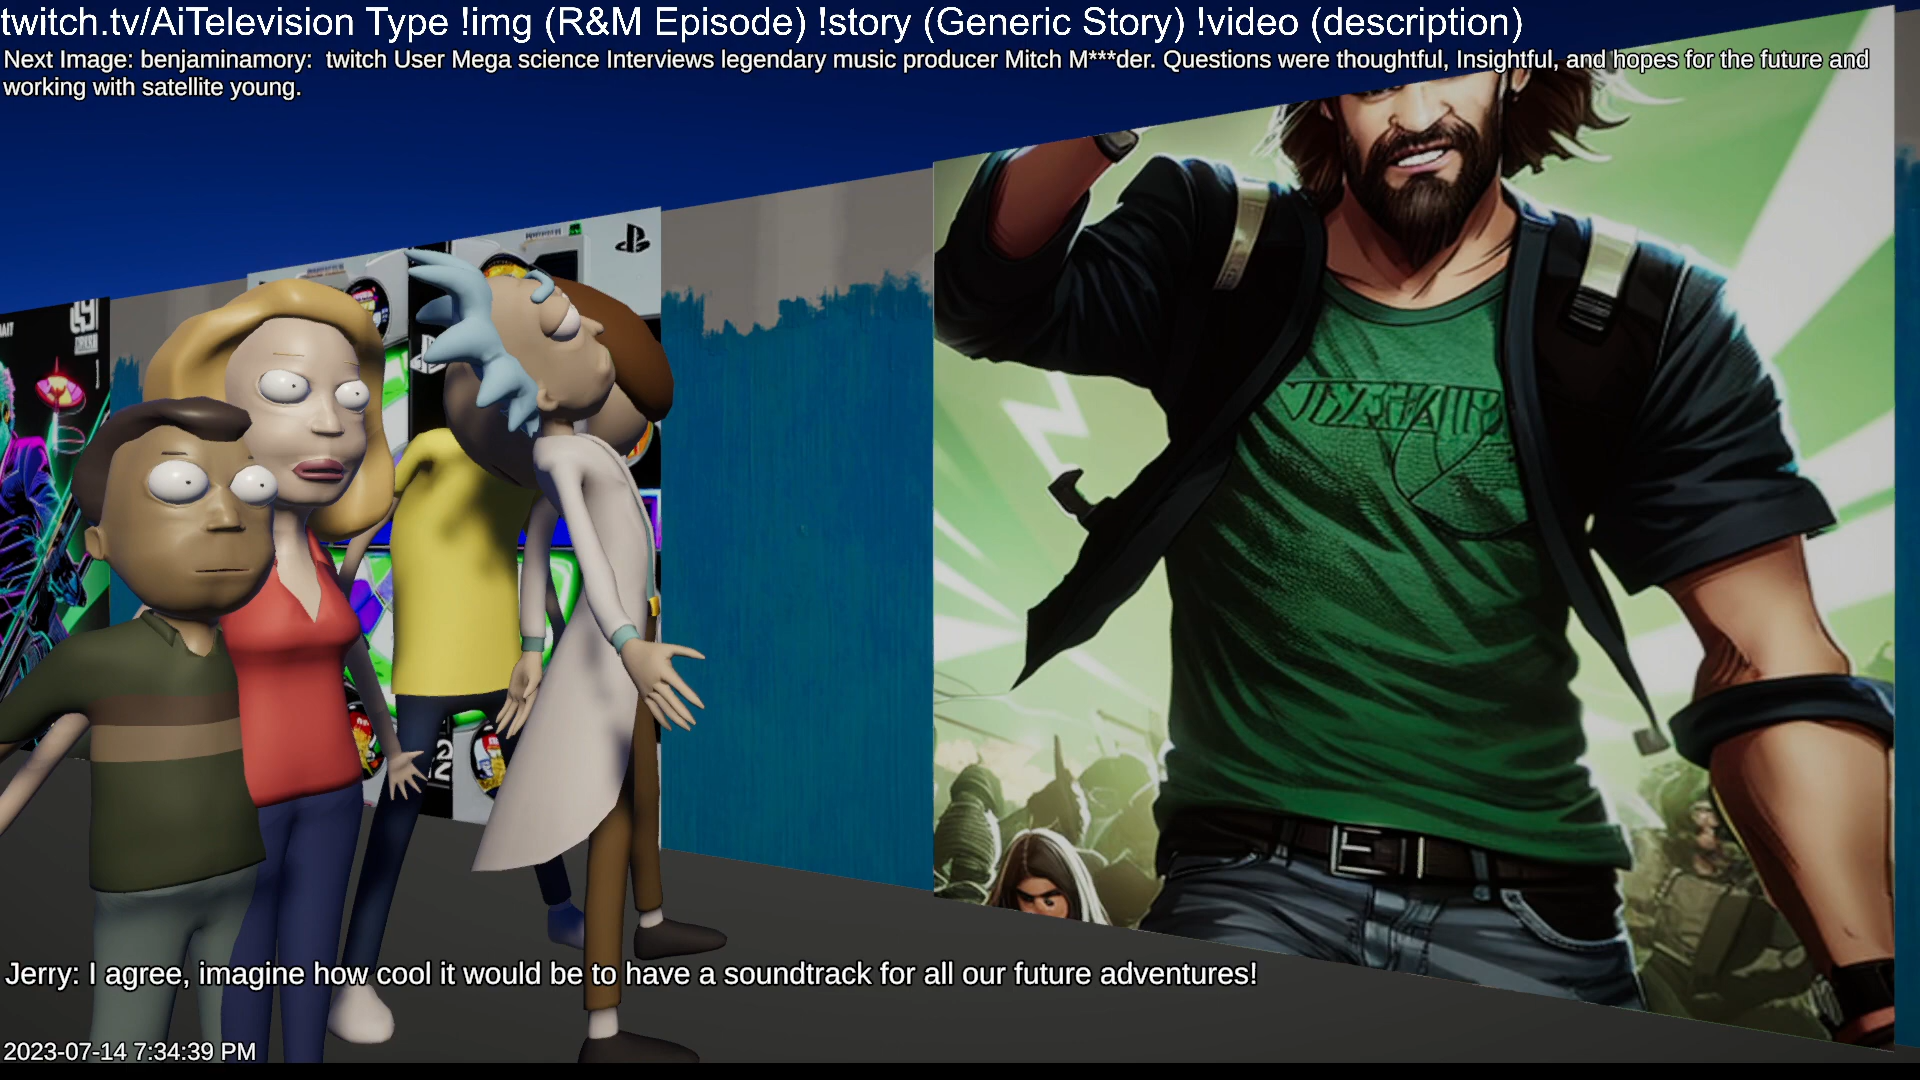 twitch.tv/AiTelevision Type !img (R&M Episode) !story (Generic Story) !video (description)
Next Image: benjaminamory:  twitch User Mega science Interviews legendary music producer Mitch M***der. Questions were thoughtful, Insightful, and hopes for the future and
working with satellite young.
Jerry: I agree, imagine how cool it would be to have a soundtrack for all our future adventures!
2023-07-14 7:34:39 PM